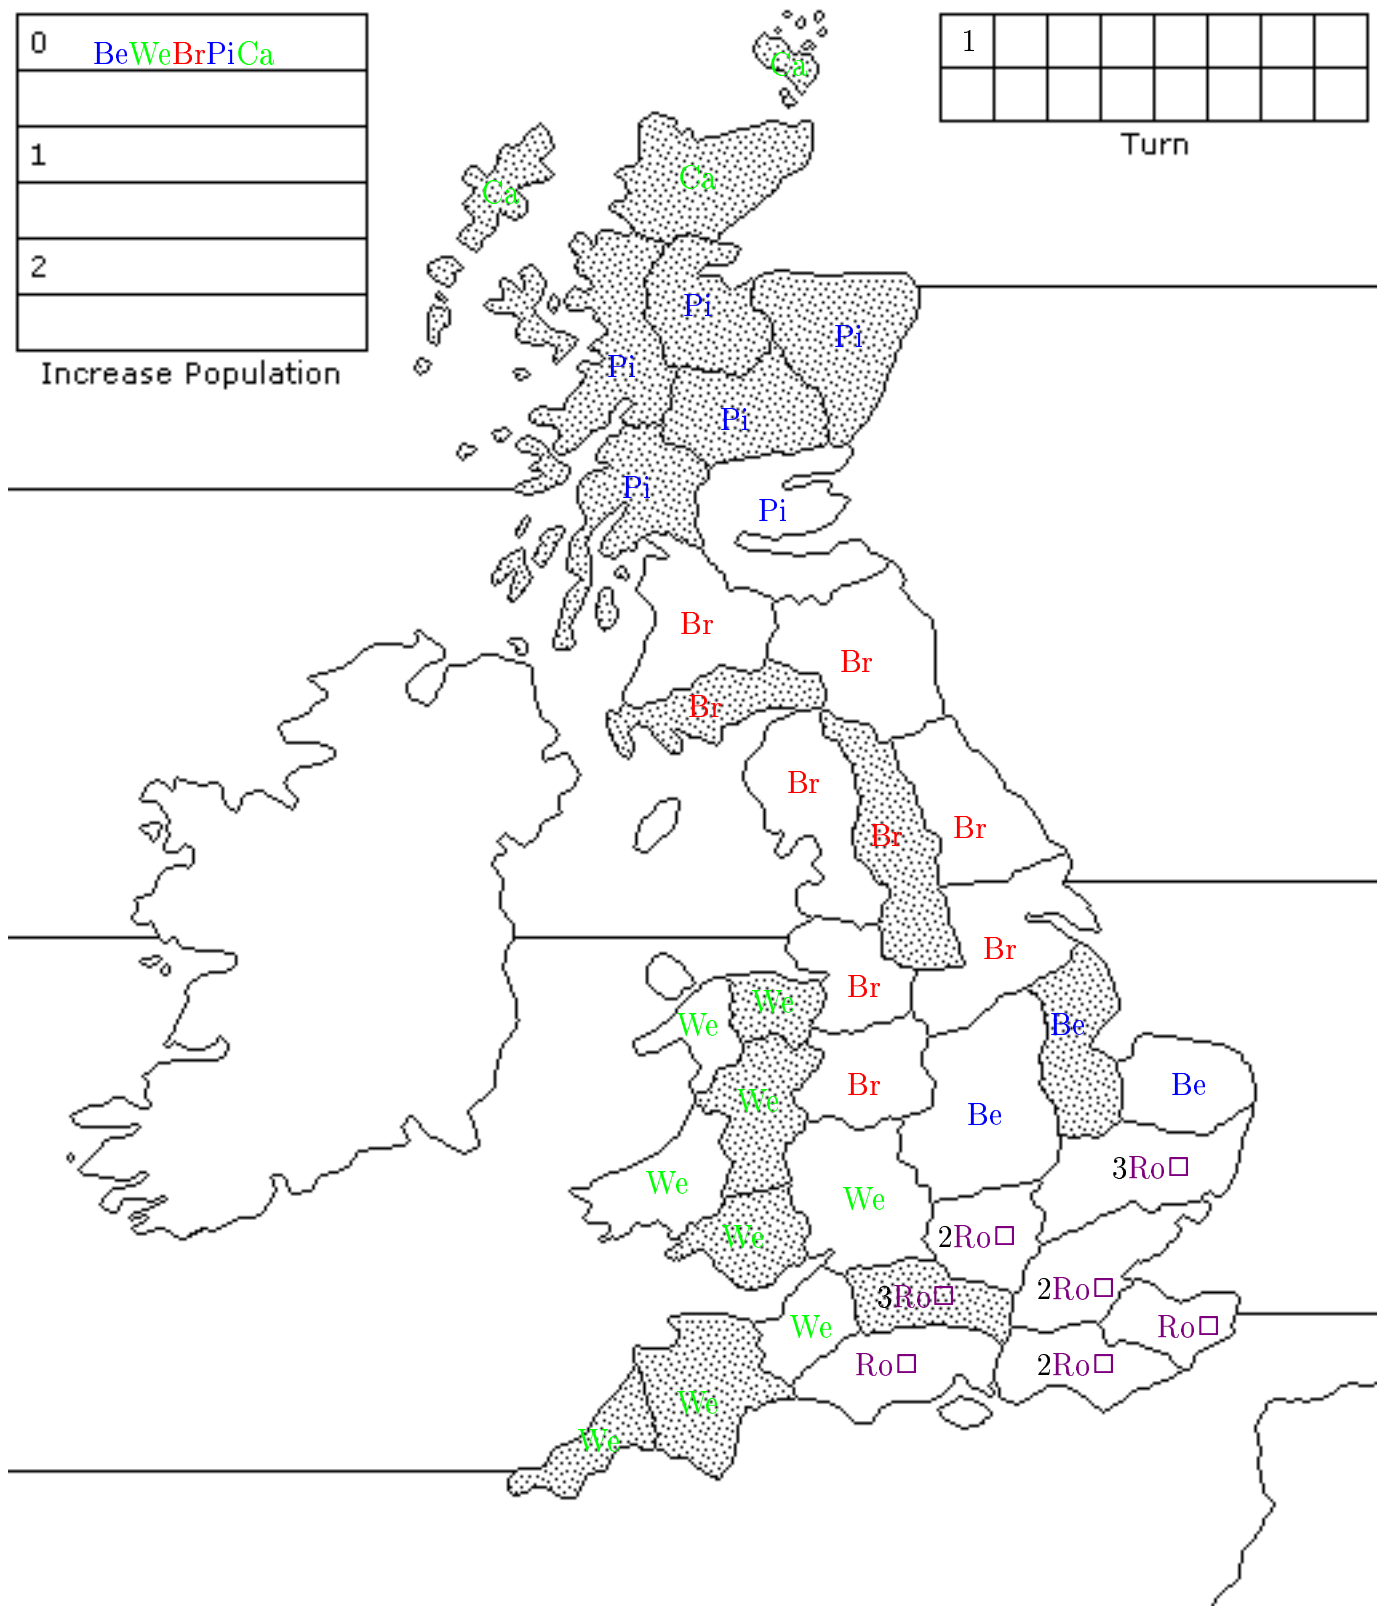 0 BeWeBrPiCa
1
2
Increase Population
1
Turn
Ca
Ca
Ca
Pi
Pi
Pi
Pi
Pi
Pi
Br
Br
Br
Br
Br
Br
Br
Br
We
We
Be
Br
Be
We
Be
3Ro□
We
We
We
2Ro□
2Ro□
3Ro□
We
Ro□
Ro□
2Ro□
We
We